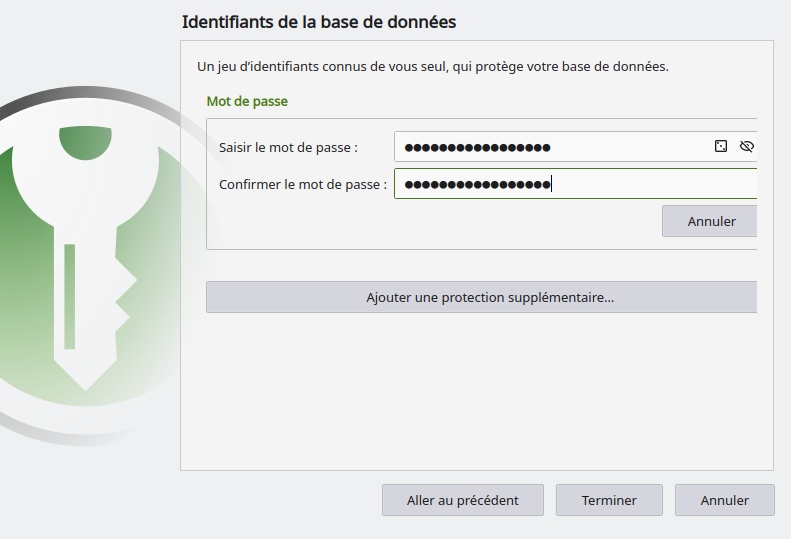 Identifiants de la base de données
Un jeu d’identifiants connus de vous seul, qui protège votre base de données.
Mot de passe
Saisir le mot de passe : ●●●●●●●●●●●●●●●●●
Confirmer le mot de passe : ●●●●●●●●●●●●●●●●●
Annuler
Ajouter une protection supplémentaire...
Aller au précédent Terminer Annuler